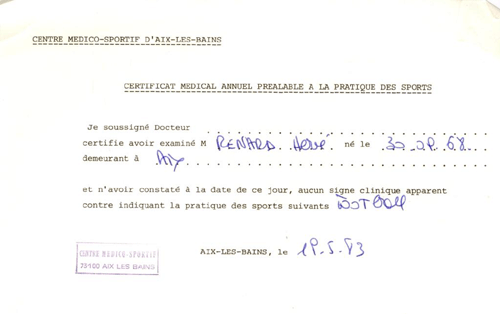 CENTRE MEDICO-SPORTIF D'AIX-LES-BAINS
CERTIFICAT MEDICAL ANNUEL PREALABLE A LA PRATIQUE DES SPORTS
Je soussigné Docteur
certifie avoir examiné M RENARD Hervé né le 68
demeurant à AIX
et n'avoir constaté à la date de ce jour, aucun signe clinique apparent
contre indiquant la pratique des sports suivants FOOTBALL
AIX-LES-BAINS, le 19.5.83
CENTRE MEDICO-SPORTIF
73100 AIX LES BAINS